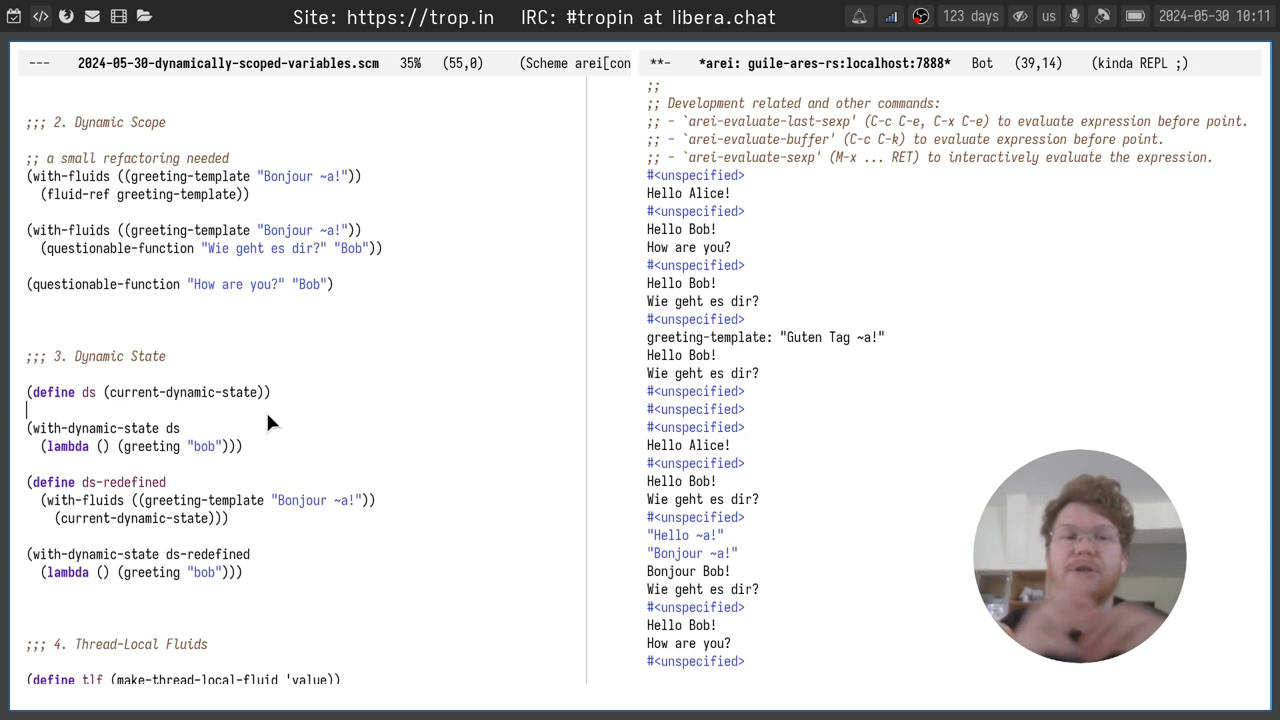 Site: https://trop.in IRC: #tropin at libera.chat
123 days us 2024-05-30 10:11
--- 2024-05-30-dynamically-scoped-variables.scm 35% (55,0) (Scheme arei[con
;;; 2. Dynamic Scope
;; a small refactoring needed
(with-fluids ((greeting-template "Bonjour ~a!"))
(fluid-ref greeting-template))
(with-fluids ((greeting-template "Bonjour ~a!"))
(questionable-function "Wie geht es dir?" "Bob"))
(questionable-function "How are you?" "Bob")
;;; 3. Dynamic State
(define ds (current-dynamic-state))
(with-dynamic-state ds
(lambda () (greeting "bob")))
(define ds-redefined
(with-fluids ((greeting-template "Bonjour ~a!"))
(current-dynamic-state)))
(with-dynamic-state ds-redefined
(lambda () (greeting "bob")))
;;; 4. Thread-Local Fluids
(define tlf (make-thread-local-fluid 'value))
**- *arei: guile-ares-rs:localhost:7888* Bot (39,14) (kinda REPL ;)
;;
;; Development related and other commands:
;; - `arei-evaluate-last-sexp' (C-c C-e, C-x C-e) to evaluate expression before point.
;; - `arei-evaluate-buffer' (C-c C-k) to evaluate expression before point.
;; - `arei-evaluate-sexp' (M-x ... RET) to interactively evaluate the expression.
#<unspecified>
Hello Alice!
#<unspecified>
Hello Bob!
How are you?
#<unspecified>
Hello Bob!
Wie geht es dir?
#<unspecified>
greeting-template: "Guten Tag ~a!"
Hello Bob!
Wie geht es dir?
#<unspecified>
#<unspecified>
#<unspecified>
Hello Alice!
#<unspecified>
Hello Bob!
Wie geht es dir?
#<unspecified>
"Hello ~a!"
"Bonjour ~a!"
Bonjour Bob!
Wie geht es dir?
#<unspecified>
Hello Bob!
How are you?
#<unspecified>